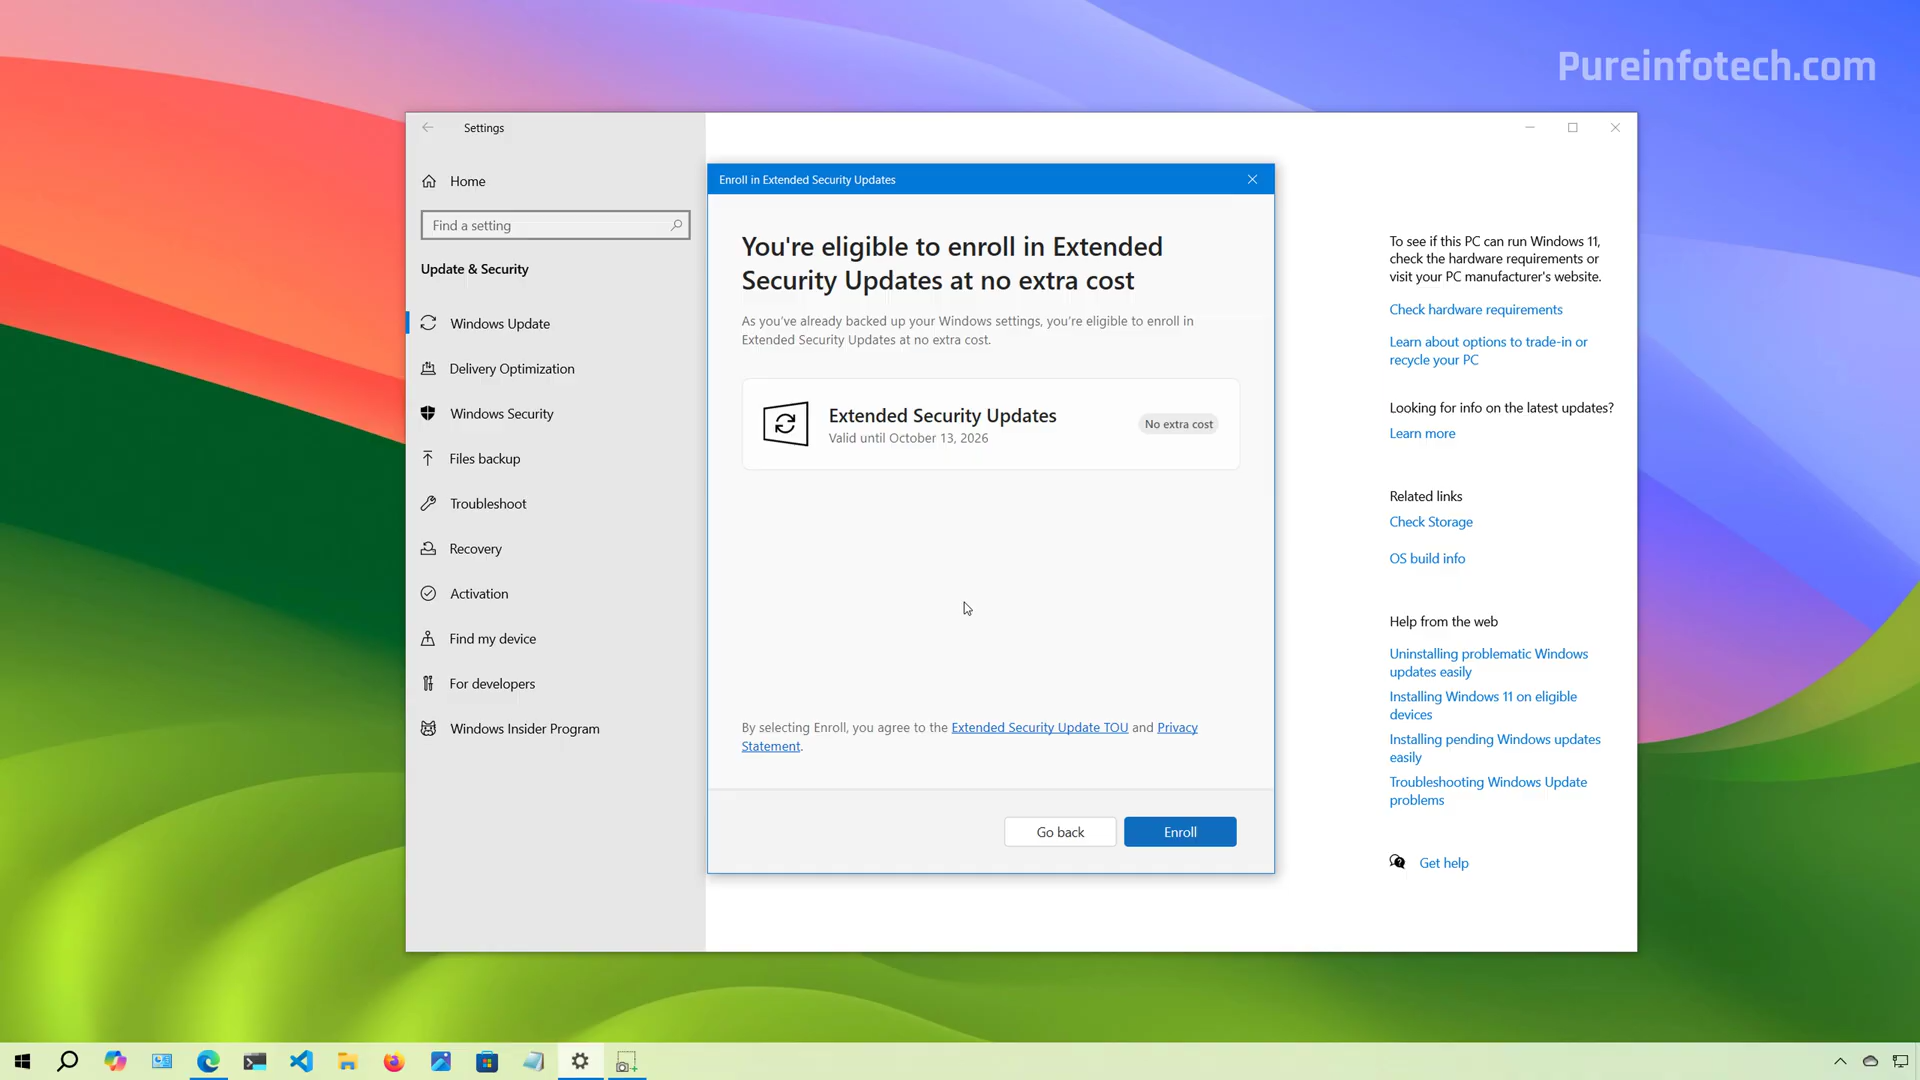 Pureinfotech.com
Settings
Home
Find a setting
Update & Security
Windows Update
Delivery Optimization
Windows Security
Files backup
Troubleshoot
Recovery
Activation
Find my device
For developers
Windows Insider Program
Enroll in Extended Security Updates
You're eligible to enroll in Extended
Security Updates at no extra cost
As you've already backed up your Windows settings, you're eligible to enroll in
Extended Security Updates at no extra cost.
Extended Security Updates
Valid until October 13, 2026
No extra cost
By selecting Enroll, you agree to the Extended Security Update TOU and Privacy
Statement.
Go back
Enroll
To see if this PC can run Windows 11,
check the hardware requirements or
visit your PC manufacturer's website.
Check hardware requirements
Learn about options to trade-in or
recycle your PC
Looking for info on the latest updates?
Learn more
Related links
Check Storage
OS build info
Help from the web
Uninstalling problematic Windows
updates easily
Installing Windows 11 on eligible
devices
Installing pending Windows updates
easily
Troubleshooting Windows Update
problems
Get help